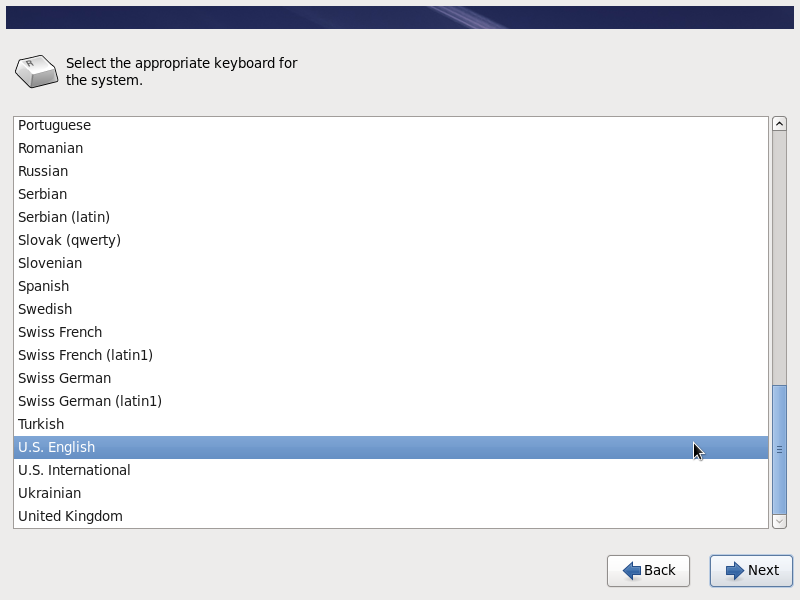 Select the appropriate keyboard for
the system.
Portuguese
Romanian
Russian
Serbian
Serbian (latin)
Slovak (qwerty)
Slovenian
Spanish
Swedish
Swiss French
Swiss French (latin1)
Swiss German
Swiss German (latin1)
Turkish
U.S. English
U.S. International
Ukrainian
United Kingdom
Back
Next